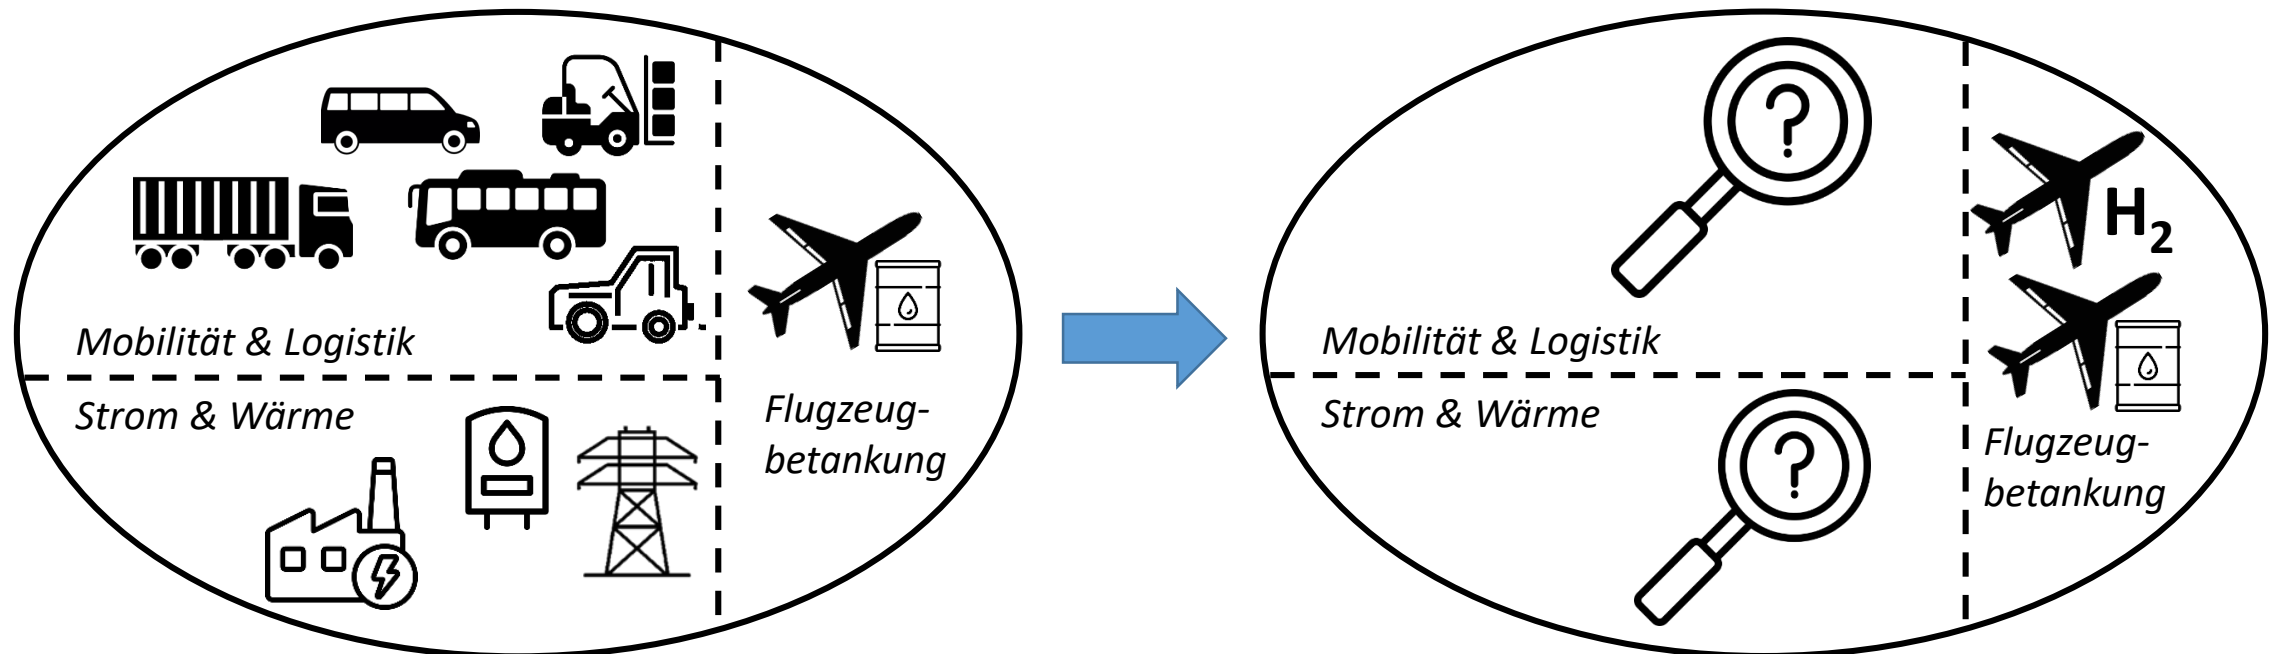 Mobilität & Logistik
Strom & Wärme
Flugzeug-
betankung
?
H₂
Mobilität & Logistik
?
Strom & Wärme
Flugzeug-
betankung